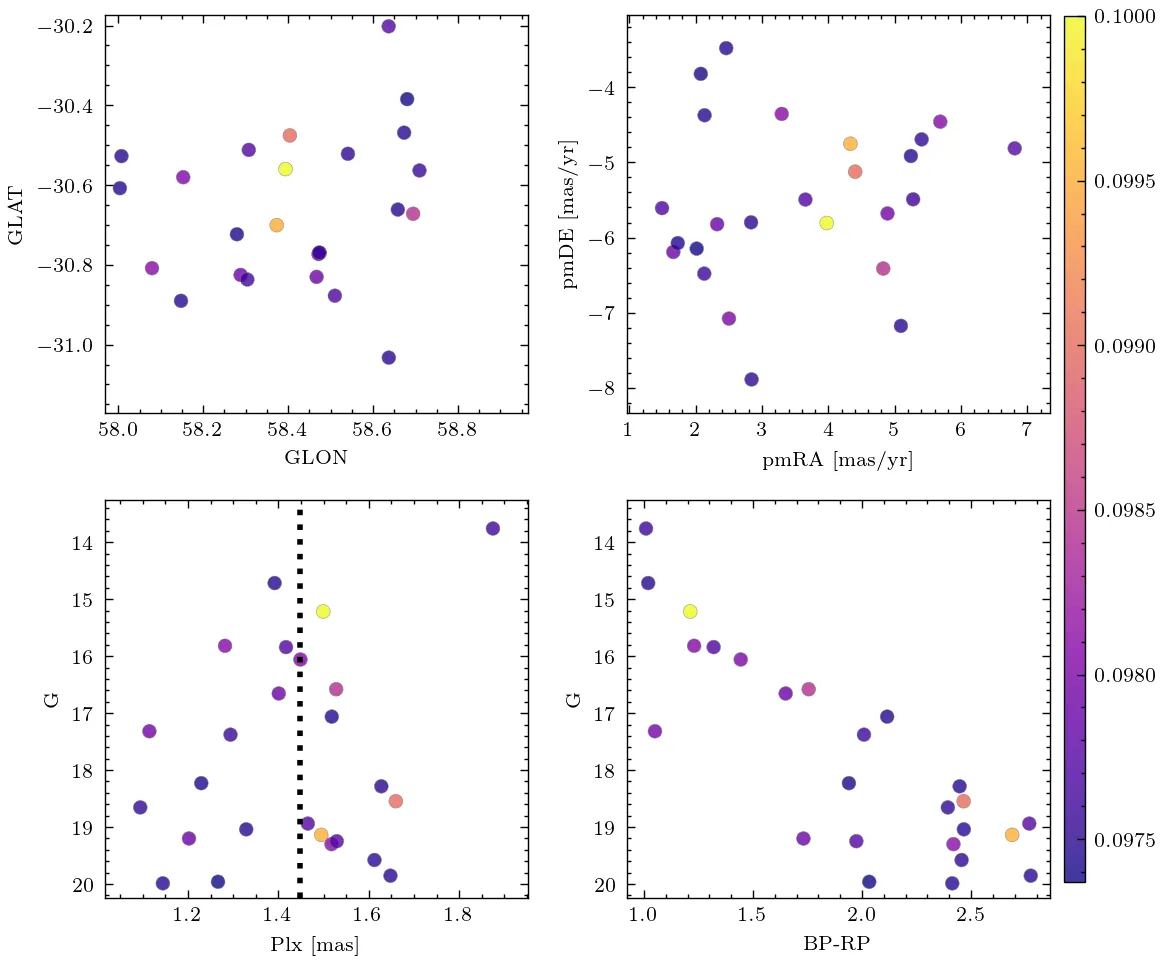 −30.2
−30.4
−30.6
−30.8
−31.0
GLAT
58.0 58.2 58.4 58.6 58.8
GLON
−4
−5
−6
−7
−8
pmDE [mas/yr]
1 2 3 4 5 6 7
pmRA [mas/yr]
0.1000
0.0995
0.0990
0.0985
0.0980
0.0975
14
15
16
17
18
19
20
G
1.2 1.4 1.6 1.8
Plx [mas]
14
15
16
17
18
19
20
G
1.0 1.5 2.0 2.5
BP-RP